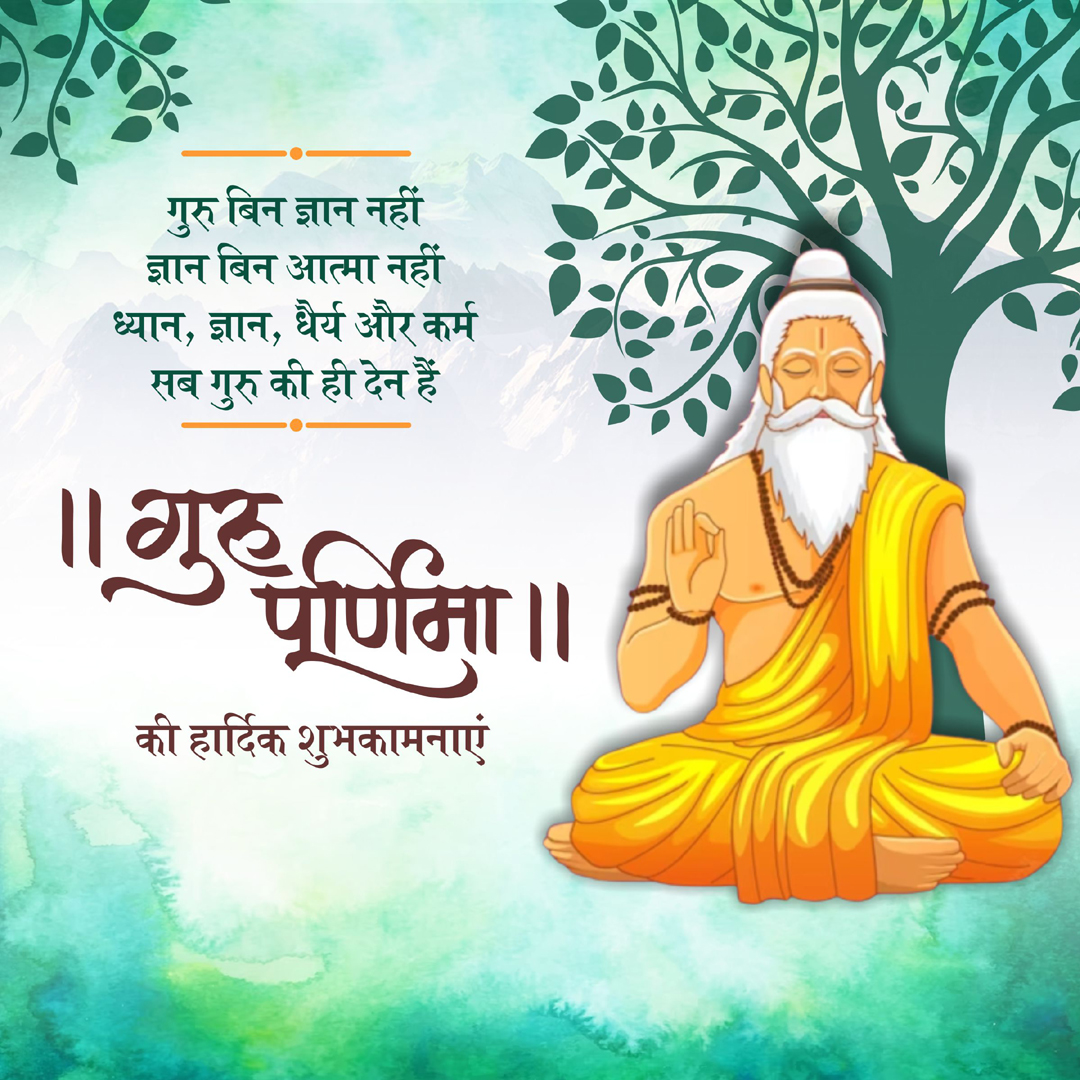 गुरु बिन ज्ञान नहीं
ज्ञान बिन आत्मा नहीं
ध्यान, ज्ञान, धैर्य और कर्म
सब गुरु की ही देन हैं
॥ गुरु
पूर्णिमा ॥
की हार्दिक शुभकामनाएं